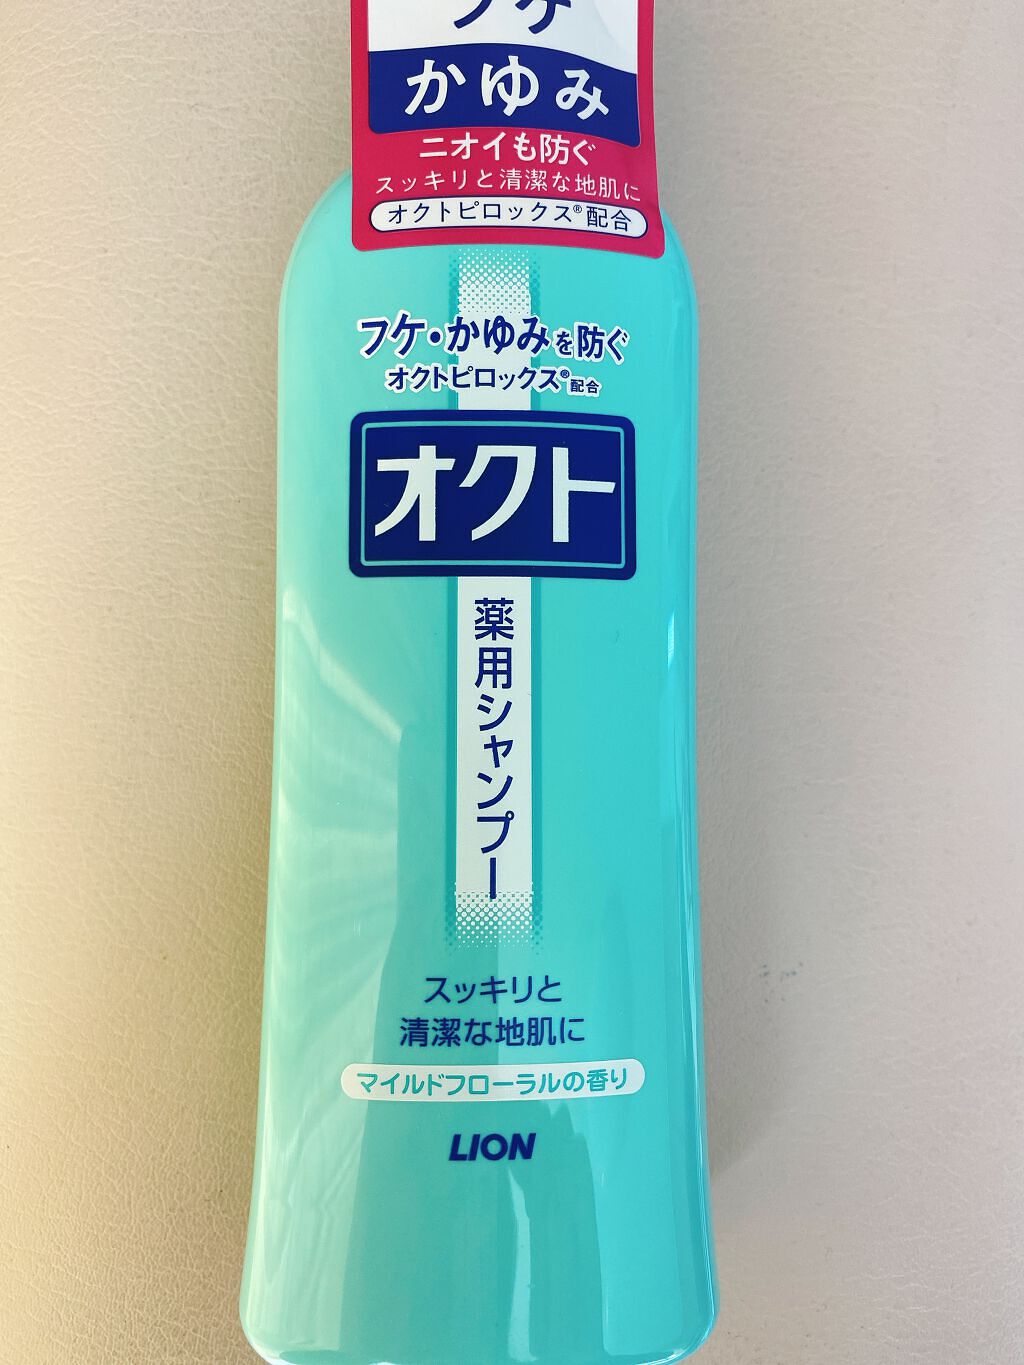 フケ
かゆみ
ニオイも防ぐ
スッキリと清潔な地肌に
オクトピロックス®配合
フケ・かゆみを防ぐ
オクトピロックス®配合
オクト
薬用シャンプー
スッキリと
清潔な地肌に
マイルドフローラルの香り
LION